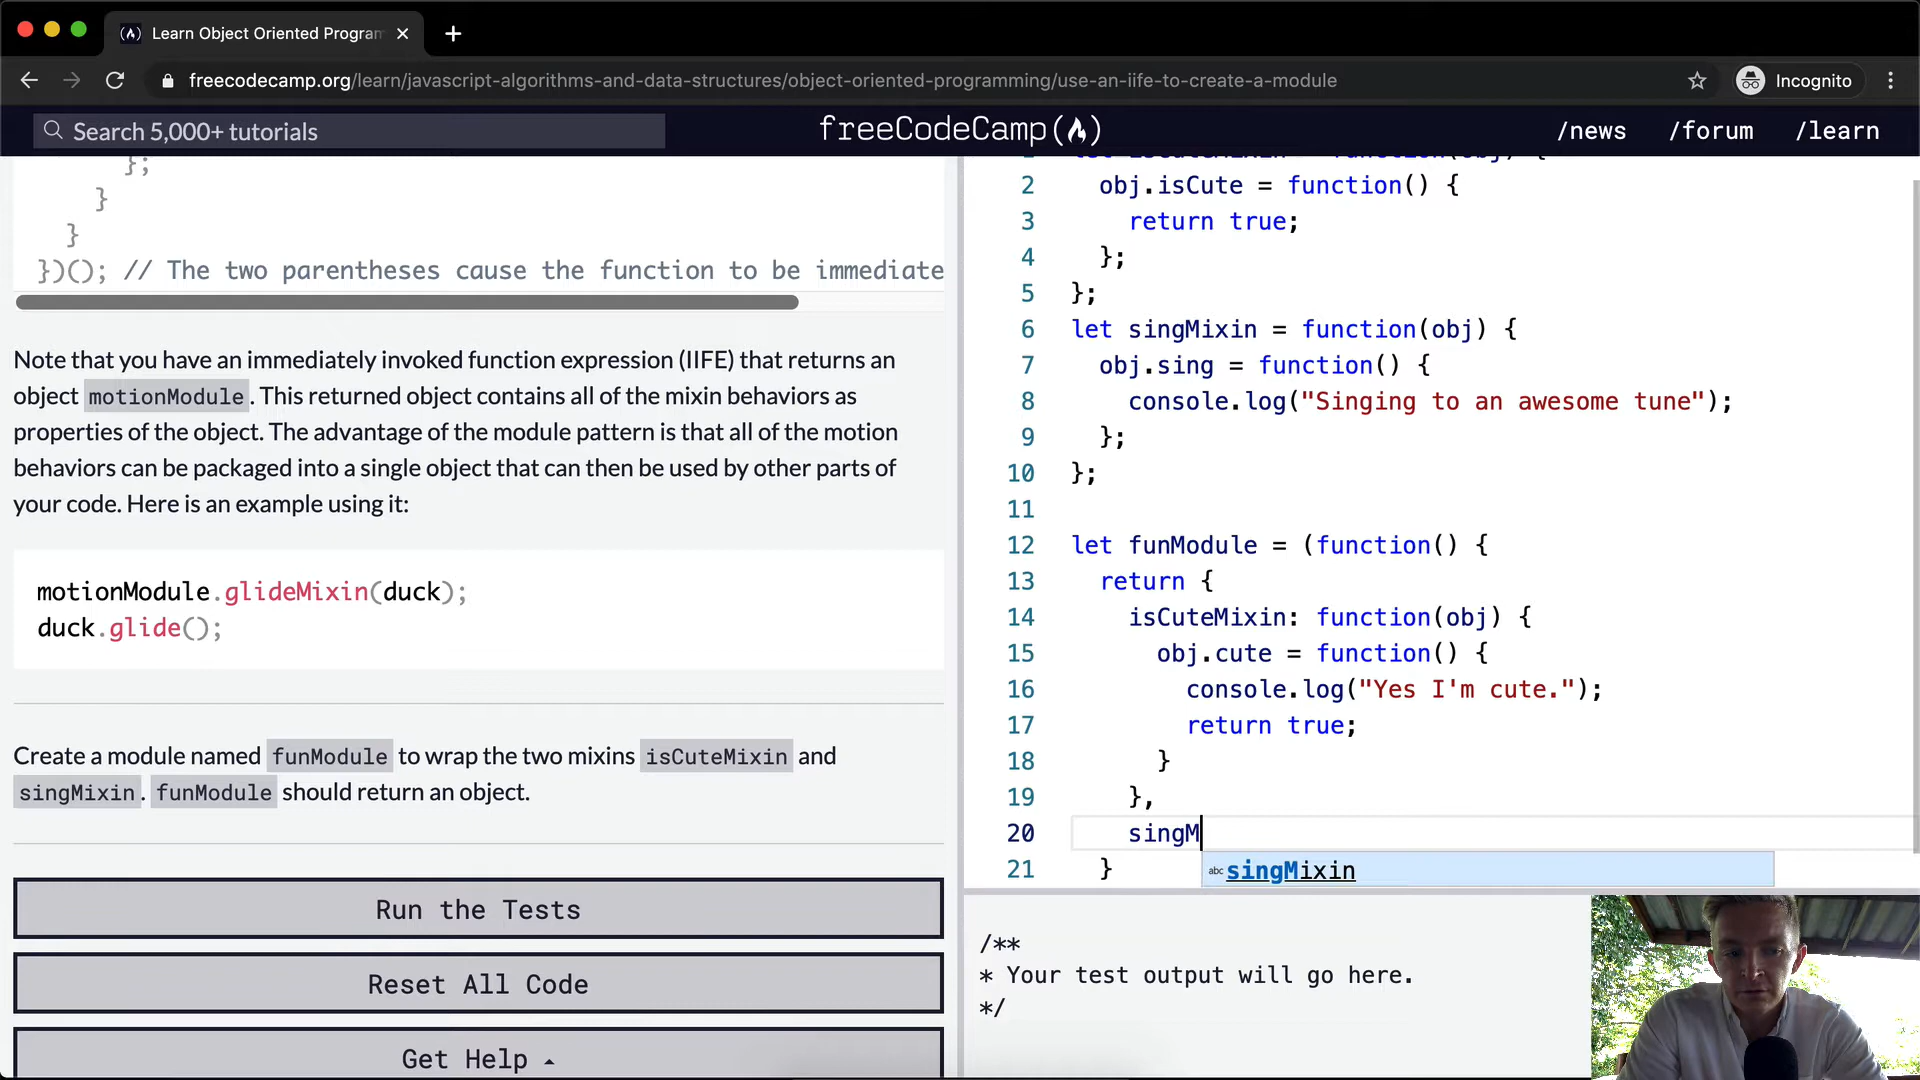 Learn Object Oriented Program
freecodecamp.org/learn/javascript-algorithms-and-data-structures/object-oriented-programming/use-an-iife-to-create-a-module
Incognito
Search 5,000+ tutorials
freeCodeCamp(
)
/news
/forum
/learn
};
}
}
})(); // The two parentheses cause the function to be immediate
Note that you have an immediately invoked function expression (IIFE) that returns an
object motionModule. This returned object contains all of the mixin behaviors as
properties of the object. The advantage of the module pattern is that all of the motion
behaviors can be packaged into a single object that can then be used by other parts of
your code. Here is an example using it:
motionModule.glideMixin(duck);
duck.glide();
Create a module named funModule to wrap the two mixins isCuteMixin and
singMixin. funModule should return an object.
Run the Tests
Reset All Code
Get Help
1 let isCuteMixin = function(obj) {
2 obj.isCute = function() {
3 return true;
4 };
5 };
6 let singMixin = function(obj) {
7 obj.sing = function() {
8 console.log("Singing to an awesome tune");
9 };
10 };
11
12 let funModule = (function() {
13 return {
14 isCuteMixin: function(obj) {
15 obj.cute = function() {
16 console.log("Yes I'm cute.");
17 return true;
18 }
19 },
20 singM
abc singMixin
21 }
/**
* Your test output will go here.
*/